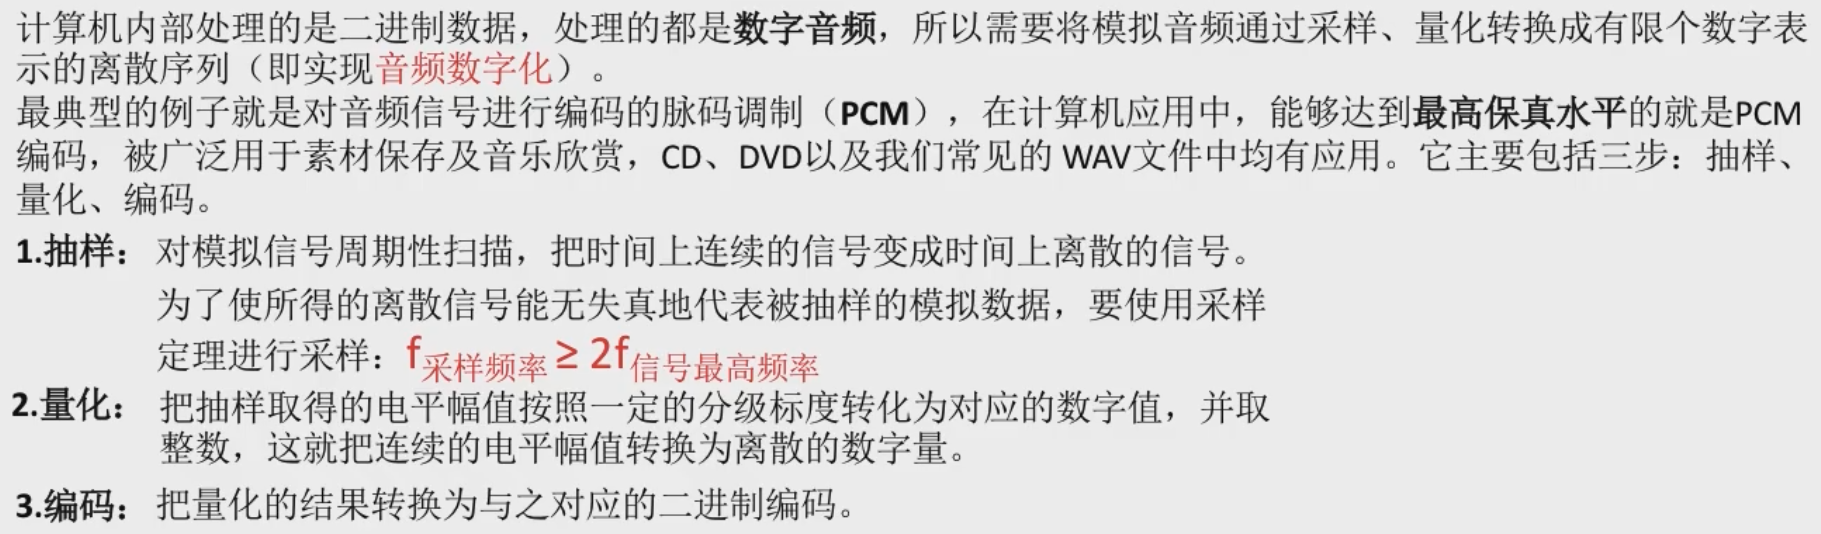 计算机内部处理的是二进制数据，处理的都是数字音频，所以需要将模拟音频通过采样、量化转换成有限个数字表
示的离散序列（即实现音频数字化）。
最典型的例子就是对音频信号进行编码的脉码调制（PCM），在计算机应用中，能够达到最高保真水平的就是PCM
编码，被广泛用于素材保存及音乐欣赏，CD、DVD以及我们常见的 WAV文件中均有应用。它主要包括三步：抽样、
量化、编码。
1.抽样： 对模拟信号周期性扫描，把时间上连续的信号变成时间上离散的信号。
为了使所得的离散信号能无失真地代表被抽样的模拟数据，要使用采样
定理进行采样：f采样频率 ≥ 2f信号最高频率
2.量化： 把抽样取得的电平幅值按照一定的分级标度转化为对应的数字值，并取
整数，这就把连续的电平幅值转换为离散的数字量。
3.编码： 把量化的结果转换为与之对应的二进制编码。